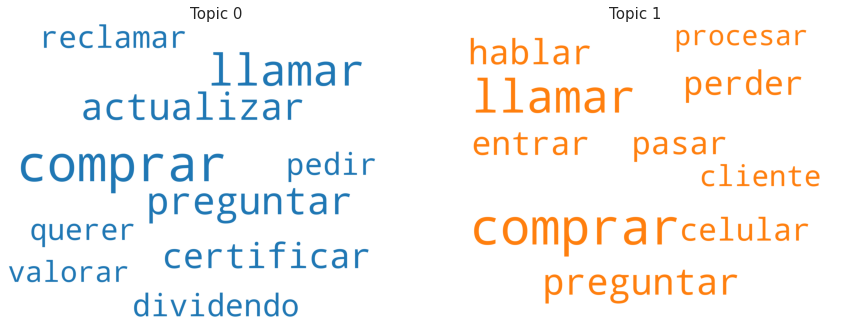 Topic 0
reclamar
llamar
actualizar
comprar
pedir
preguntar
querer
certificar
valorar
dividendo
Topic 1
procesar
hablar
llamar
perder
entrar
pasar
cliente
comprar
celular
preguntar